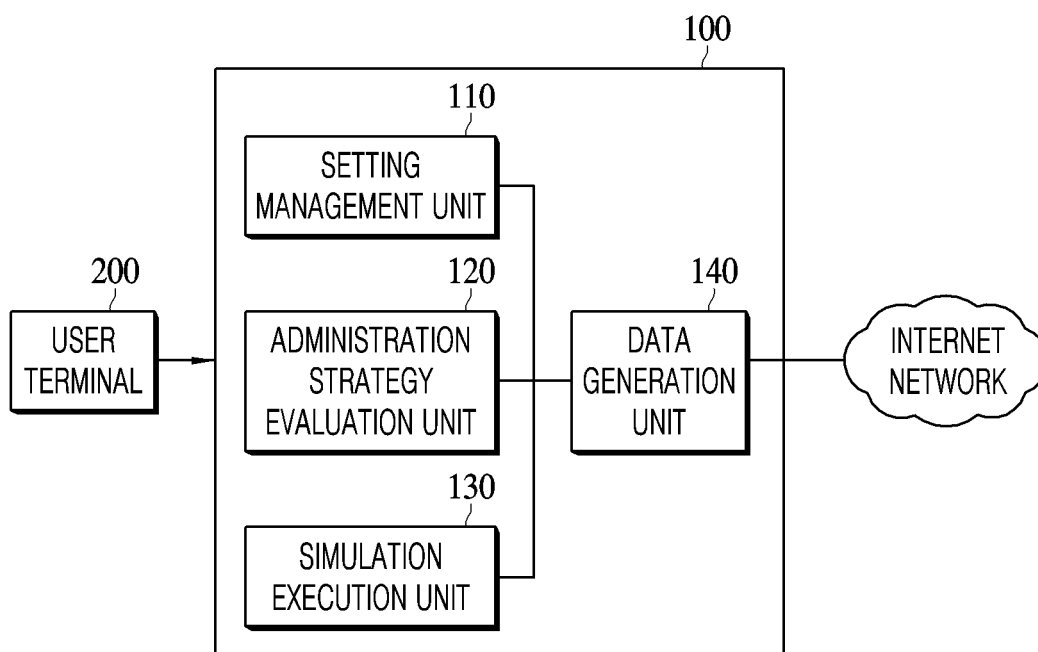 100
110
SETTING
MANAGEMENT UNIT
200
USER
TERMINAL
120
ADMINISTRATION
STRATEGY
EVALUATION UNIT
140
DATA
GENERATION
UNIT
INTERNET
NETWORK
130
SIMULATION
EXECUTION UNIT